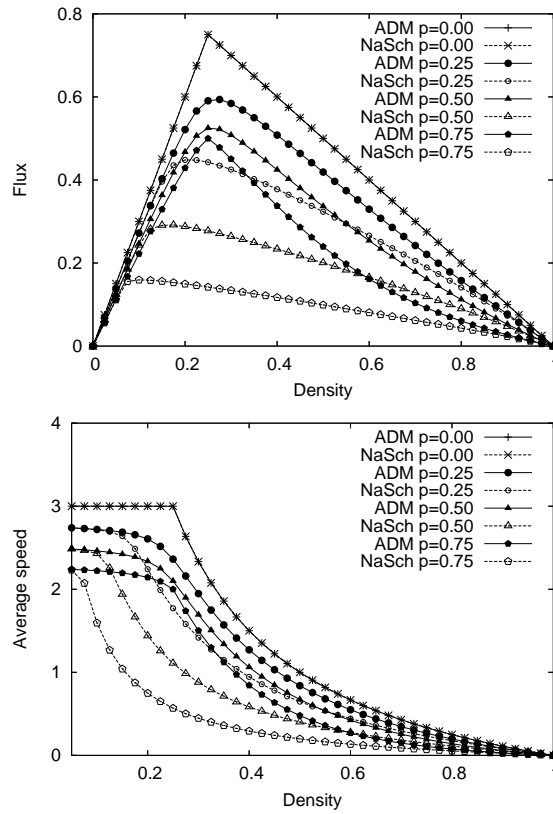 0.8
0.6
0.4
0.2
0
0
0.2
0.4
0.6
0.8
1
Flux
Density
ADM p=0.00
NaSch p=0.00
ADM p=0.25
NaSch p=0.25
ADM p=0.50
NaSch p=0.50
ADM p=0.75
NaSch p=0.75
4
3
2
1
0
0.2
0.4
0.6
0.8
1
Average speed
Density
ADM p=0.00
NaSch p=0.00
ADM p=0.25
NaSch p=0.25
ADM p=0.50
NaSch p=0.50
ADM p=0.75
NaSch p=0.75